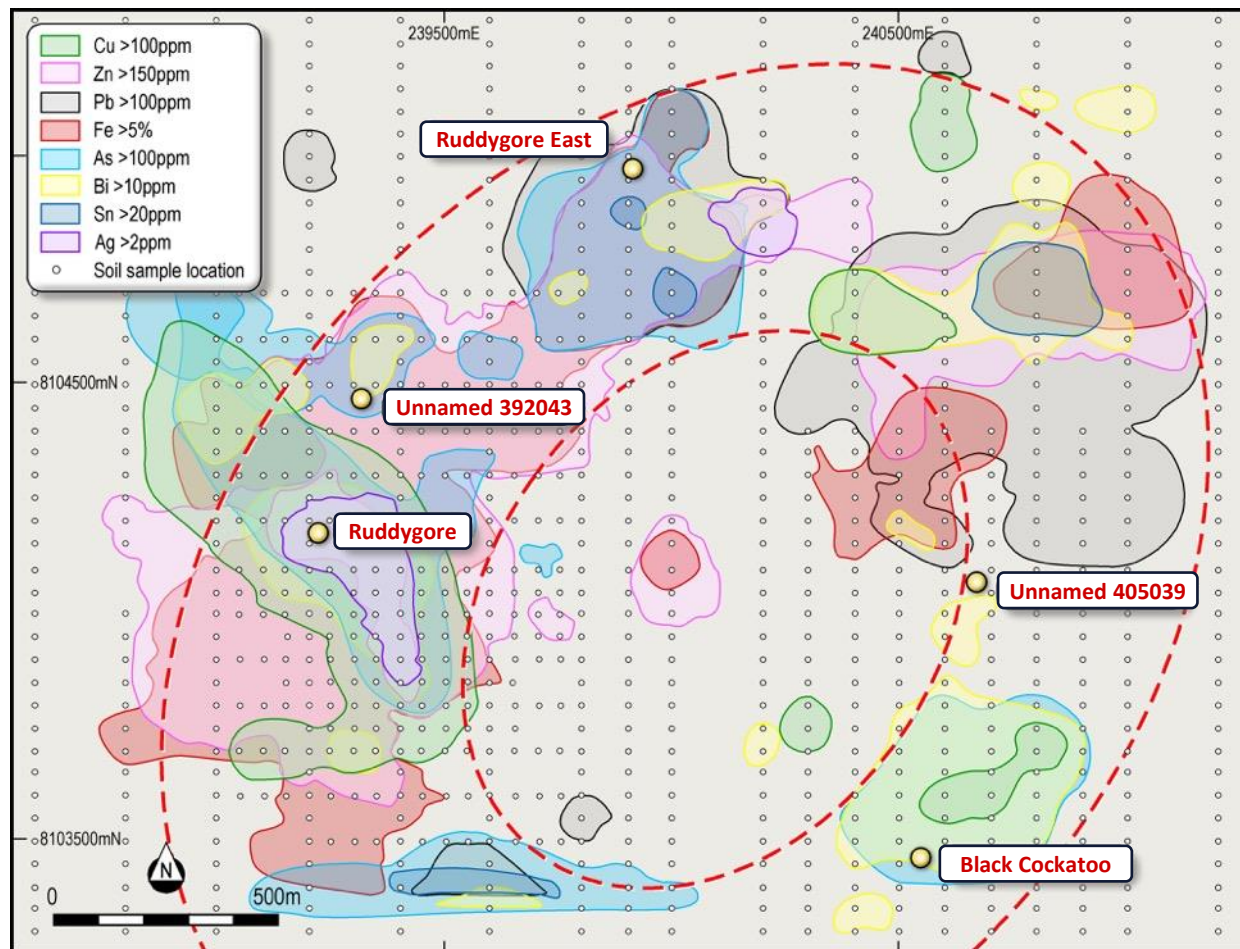 239500mE
240500mE
Cu >100ppm
Zn >150ppm
Pb >100ppm
Fe >5%
As >100ppm
Bi >10ppm
Sn >20ppm
Ag >2ppm
Soil sample location
Ruddygore East
8104500mN
Unnamed 392043
Ruddygore
Unnamed 405039
8103500mN
Black Cockatoo
N
0 500m